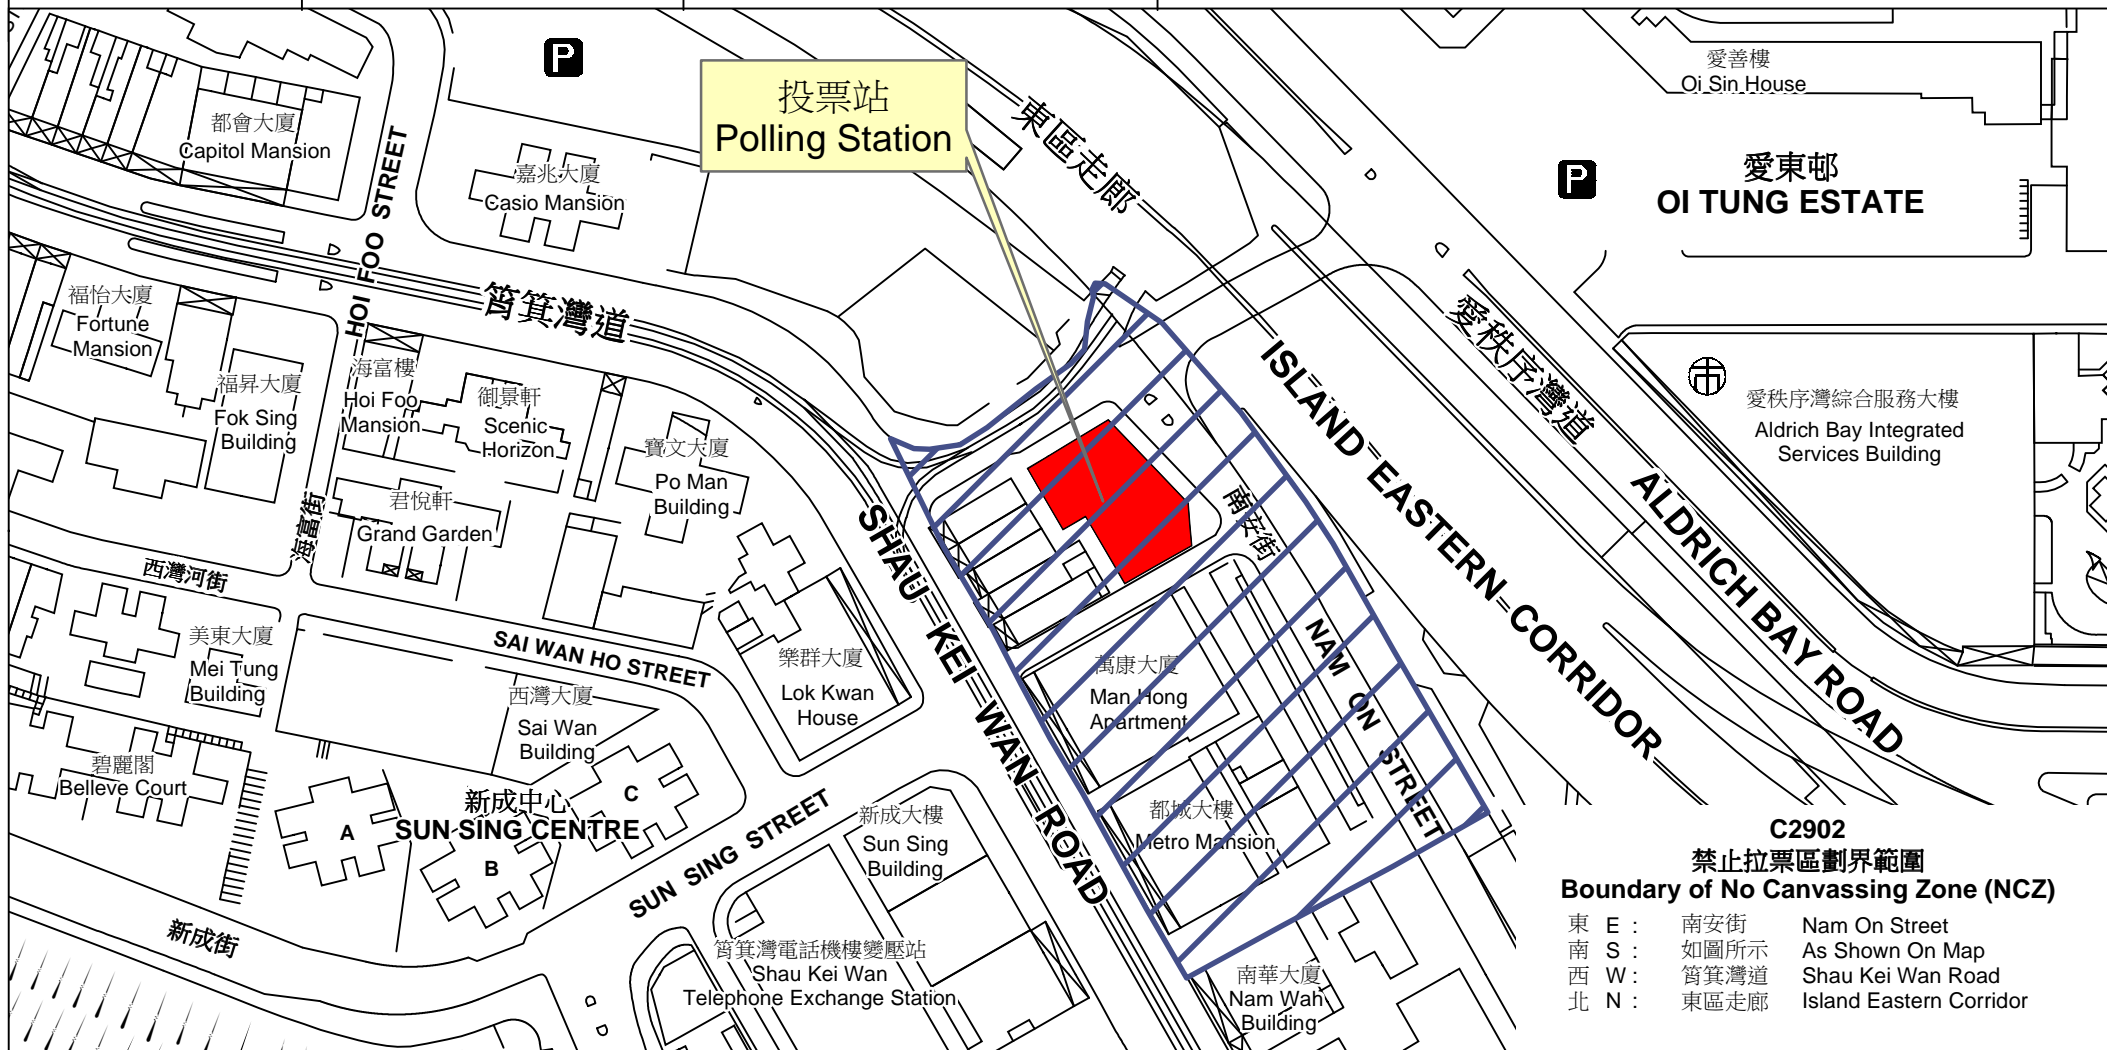 都會大廈
Capitol Mansion
HOI FOO STREET
P
嘉兆大廈
Casio Mansion
投票站
Polling Station
東區走廊
愛善樓
Oi Sin House
P
愛東邨
OI TUNG ESTATE
福怡大廈
Fortune
Mansion
福昇大廈
Fok Sing
Building
海富樓
Hoi Foo
Mansion
筲箕灣道
御景軒
Scenic
Horizon
寶文大廈
Po Man
Building
君悅軒
Grand Garden
海富街
西灣河街
SAI WAN HO STREET
美東大廈
Mei Tung
Building
碧麗閣
Belleve Court
西灣大廈
Sai Wan
Building
樂群大廈
Lok Kwan
House
新成中心
SUN SING CENTRE
A
B
C
新成街
SUN SING STREET
新成大樓
Sun Sing
Building
筲箕灣電話機樓變壓站
Shau Kei Wan
Telephone Exchange Station
SHAU KEI WAN ROAD
南安街
NAM ON STREET
萬康大廈
Man Hong
Apartment
都城大樓
Metro Mansion
南華大廈
Nam Wah
Building
ISLAND EASTERN CORRIDOR
愛秩序灣道
ALDRICH BAY ROAD
愛秩序灣綜合服務大樓
Aldrich Bay Integrated
Services Building
C2902
禁止拉票區劃界範圍
Boundary of No Canvassing Zone (NCZ)
東 E : 南安街 Nam On Street
南 S : 如圖所示 As Shown On Map
西 W : 筲箕灣道 Shau Kei Wan Road
北 N : 東區走廊 Island Eastern Corridor